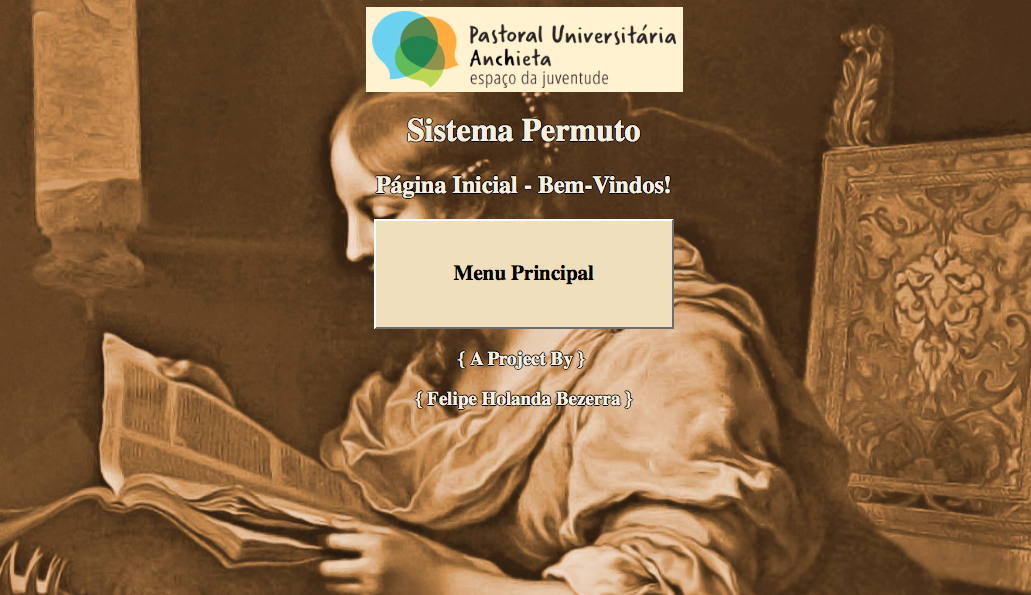 Pastoral Universitária
Anchieta
espaço da juventude
Sistema Permuto
Página Inicial - Bem-Vindos!
Menu Principal
{ A Project By }
{ Felipe Holanda Bezerra }